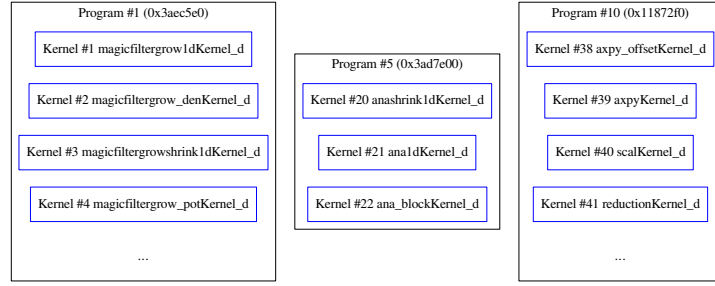 Program #1 (0x3aec5e0)
Kernel #1 magicfiltergrow1dKernel_d
Kernel #2 magicfiltergrow_denKernel_d
Kernel #3 magicfiltergrowshrink1dKernel_d
Kernel #4 magicfiltergrow_potKernel_d
...
Program #5 (0x3ad7e00)
Kernel #20 anashrink1dKernel_d
Kernel #21 ana1dKernel_d
Kernel #22 ana_blockKernel_d
Program #10 (0x11872f0)
Kernel #38 axpy_offsetKernel_d
Kernel #39 axpyKernel_d
Kernel #40 scalKernel_d
Kernel #41 reductionKernel_d
...